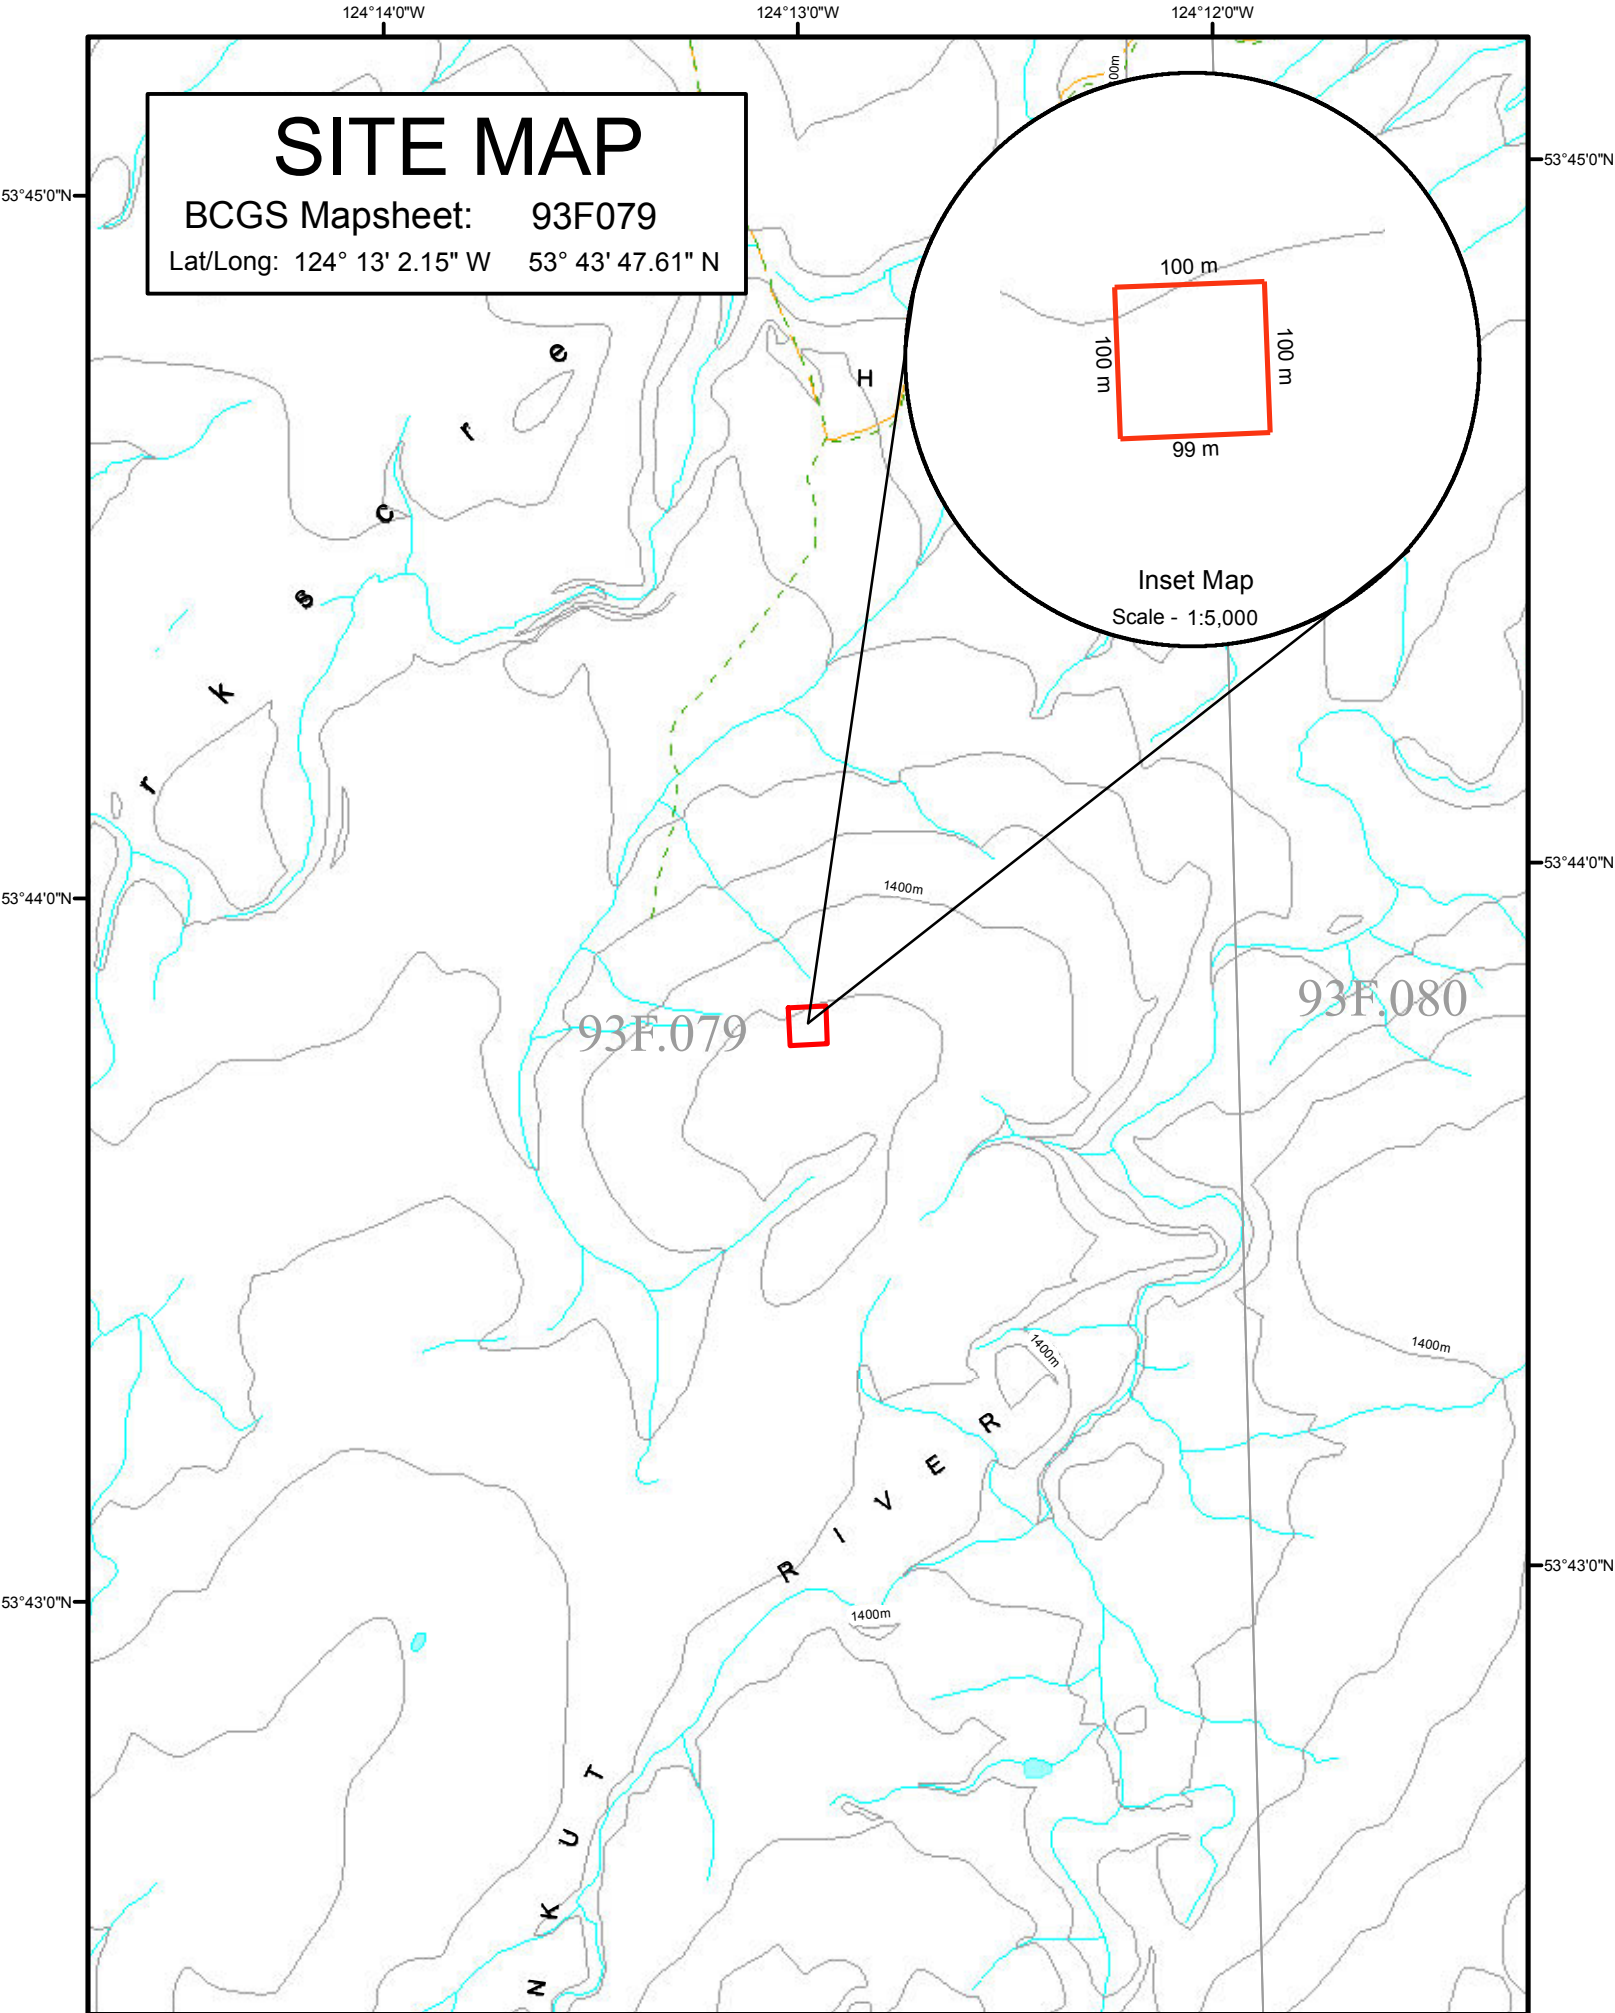 124°14'0"W 124°13'0"W 124°12'0"W
00m
SITE MAP
BCGS Mapsheet: 93F079
Lat/Long: 124° 13' 2.15" W 53° 43' 47.61" N
53°45'0"N
53°45'0"N
100 m
100 m
100 m
99 m
Inset Map
Scale - 1:5,000
H
r k s C r e
53°44'0"N
53°44'0"N
1400m
93F.079
93F.080
1400m
1400m
N K U T R I V E R
53°43'0"N
53°43'0"N
1400m